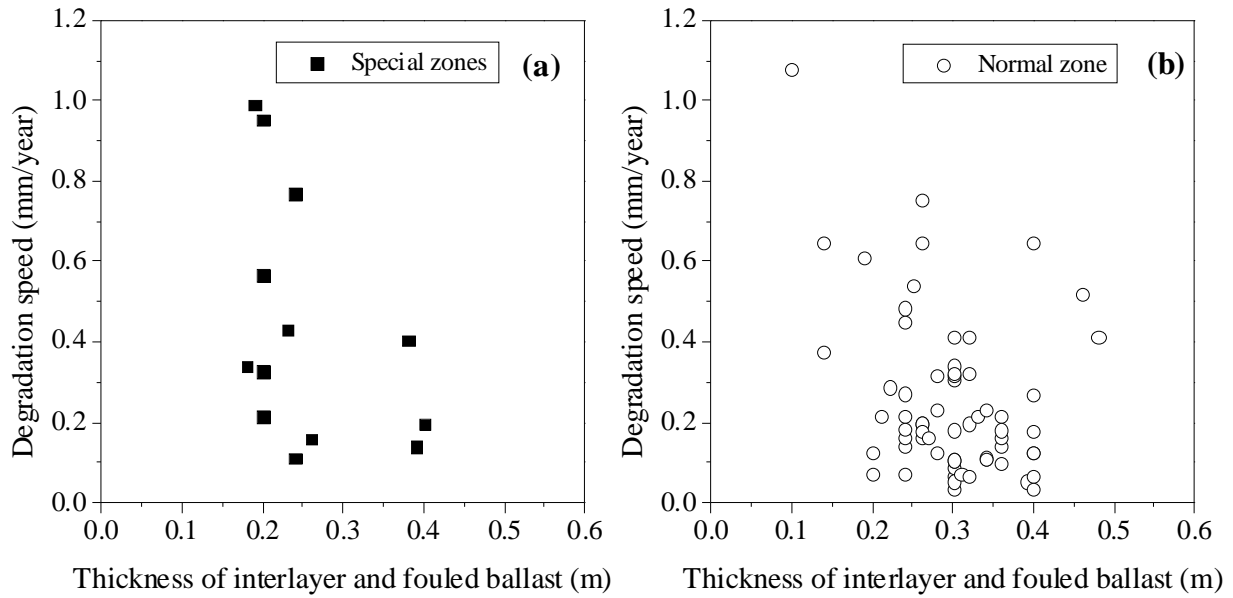 1.2
1.0
0.8
0.6
0.4
0.2
0.0
0.0 0.1 0.2 0.3 0.4 0.5 0.6
Degradation speed (mm/year)
Thickness of interlayer and fouled ballast (m)
Special zones
(a)
1.2
1.0
0.8
0.6
0.4
0.2
0.0
0.0 0.1 0.2 0.3 0.4 0.5 0.6
Degradation speed (mm/year)
Thickness of interlayer and fouled ballast (m)
Normal zone
(b)